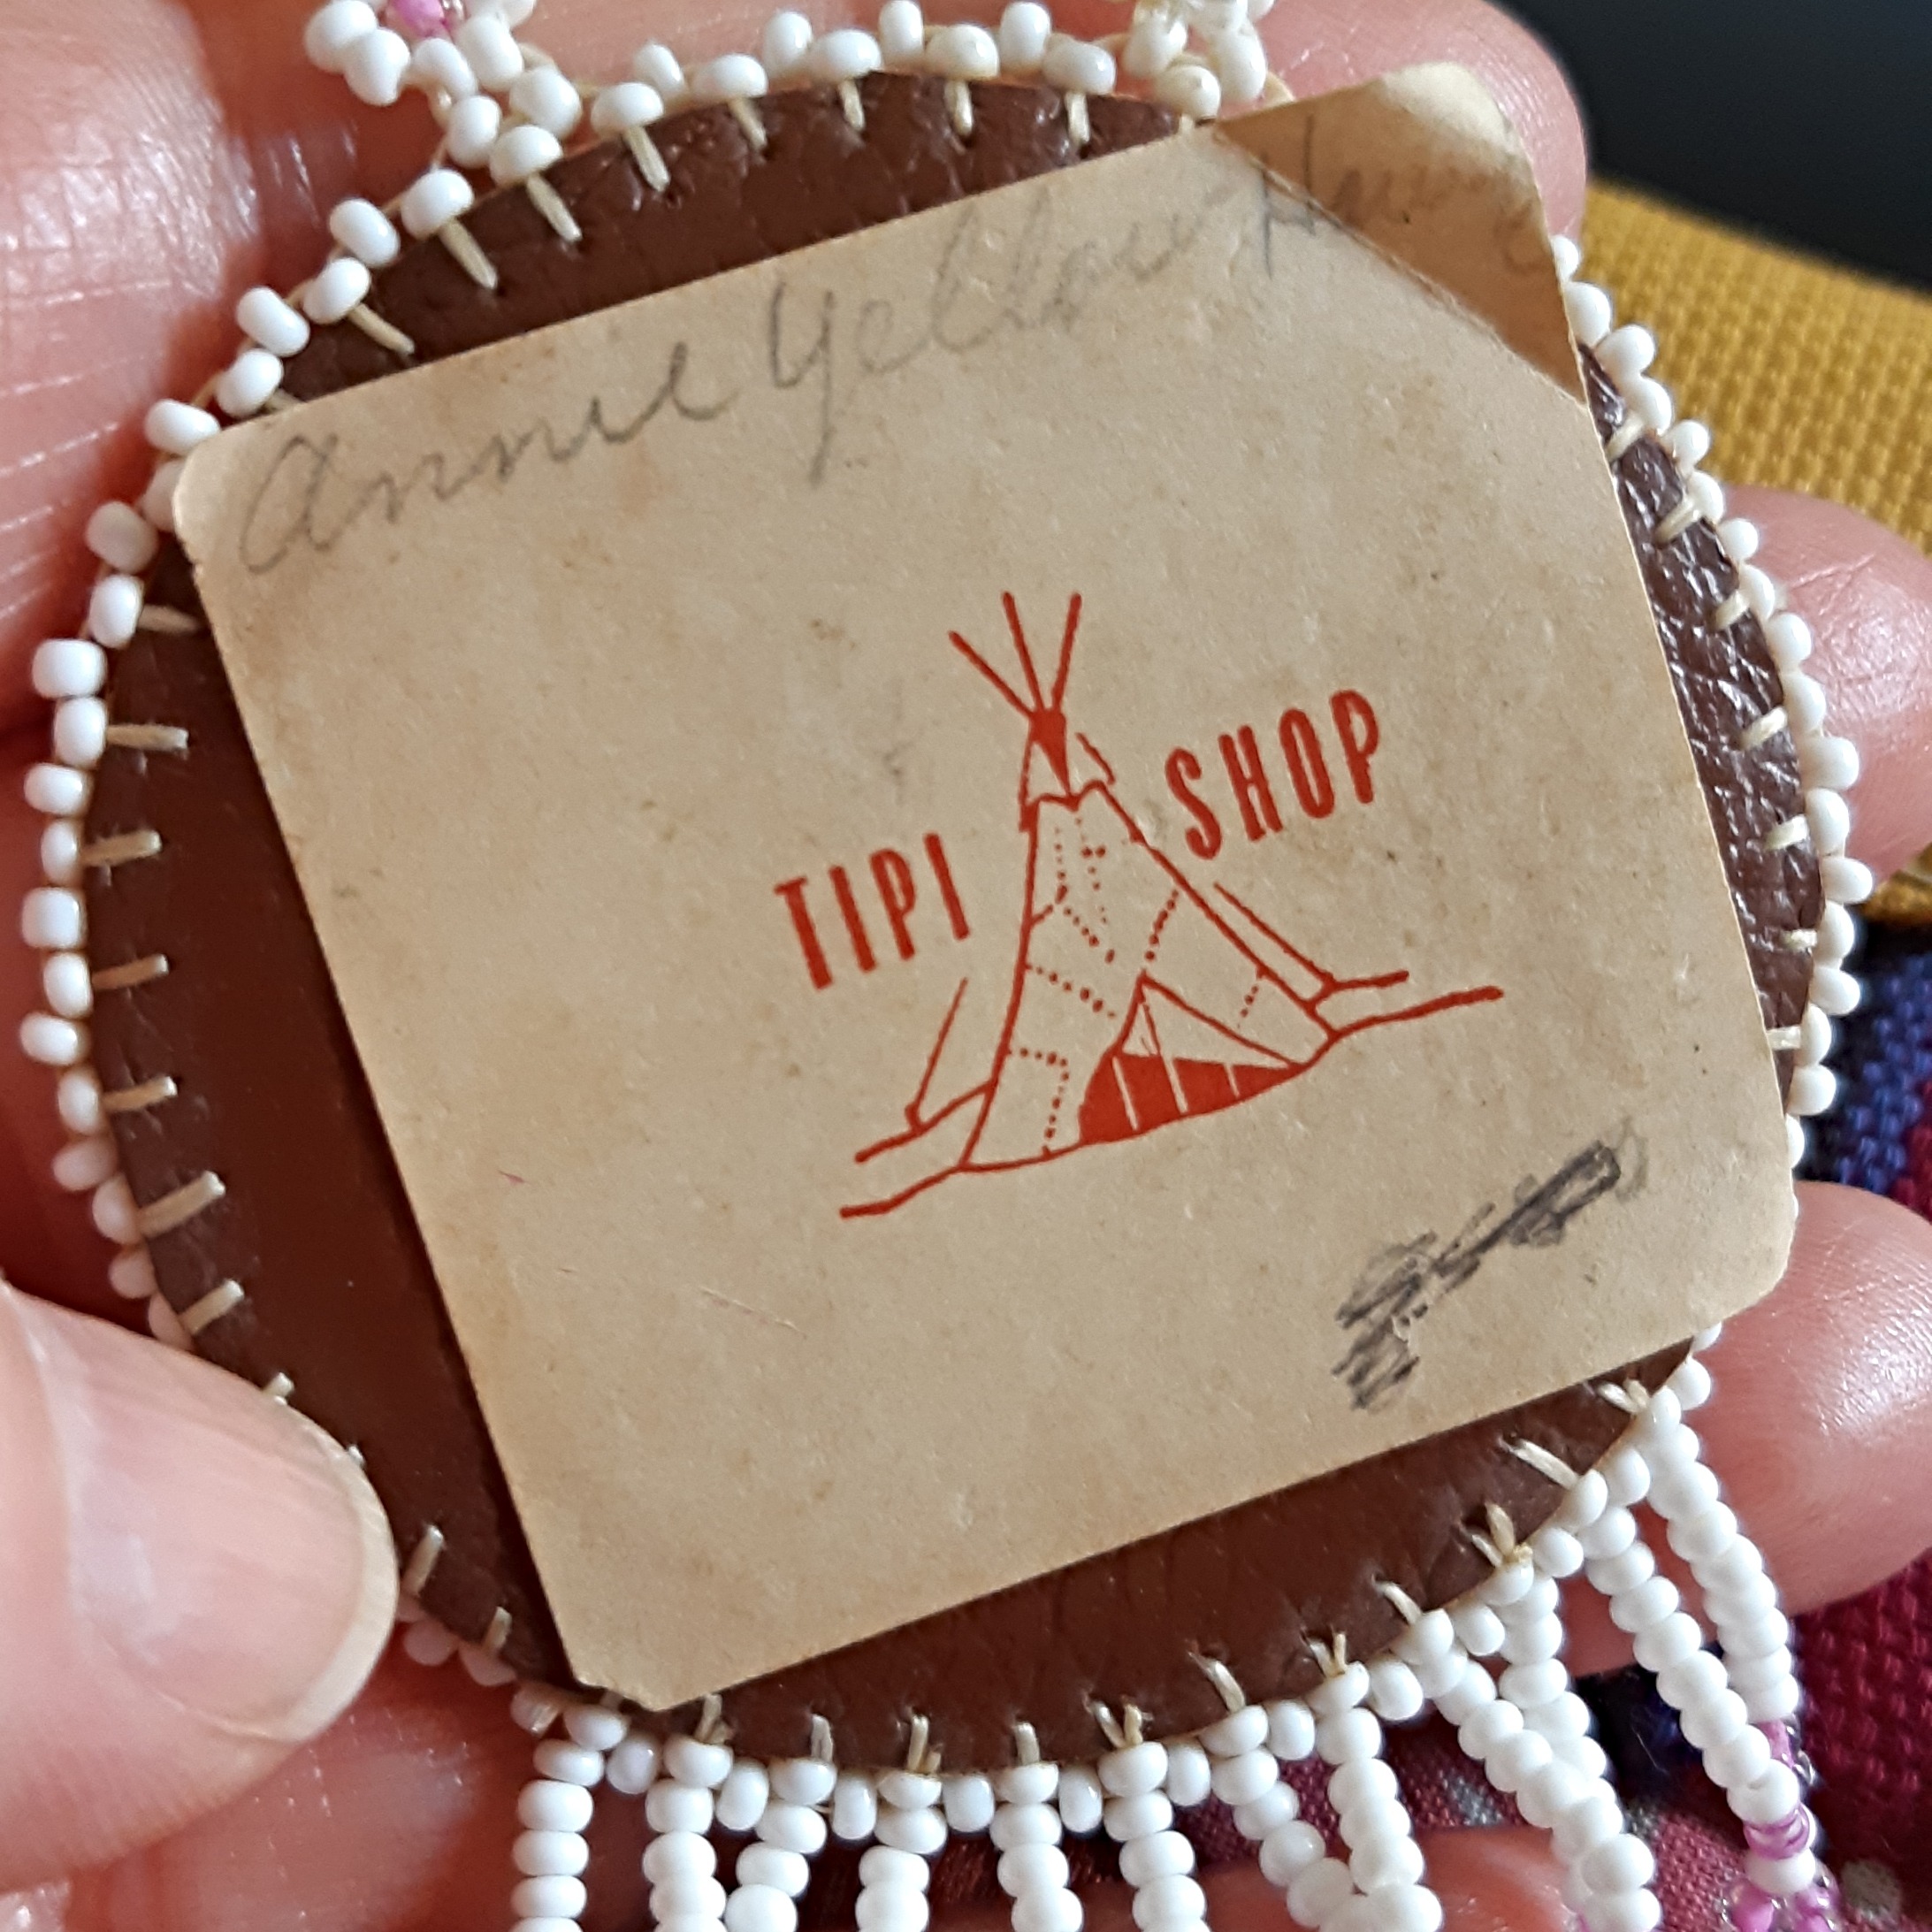 Annie Yellow
TIPI SHOP